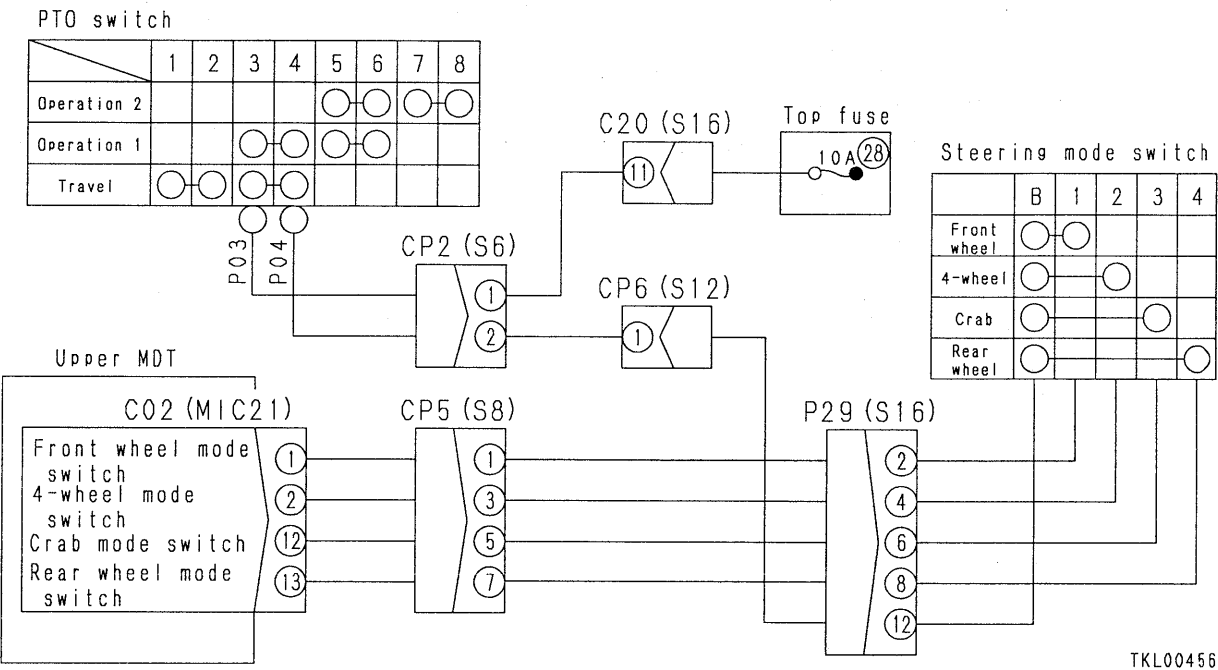 PTO switch
1 2 3 4 5 6 7 8
Operation 2
Operation 1
Travel
P03
P04
CP2 (S6)
1
2
C20 (S16)
11
Top fuse
10A 28
CP6 (S12)
1
Steering mode switch
B 1 2 3 4
Front
wheel
4-wheel
Crab
Rear
wheel
Upper MDT
C02 (MIC21)
Front wheel mode
switch
1
4-wheel mode
switch
2
Crab mode switch
12
Rear wheel mode
switch
13
CP5 (S8)
1
3
5
7
P29 (S16)
2
4
6
8
12
TKL00456